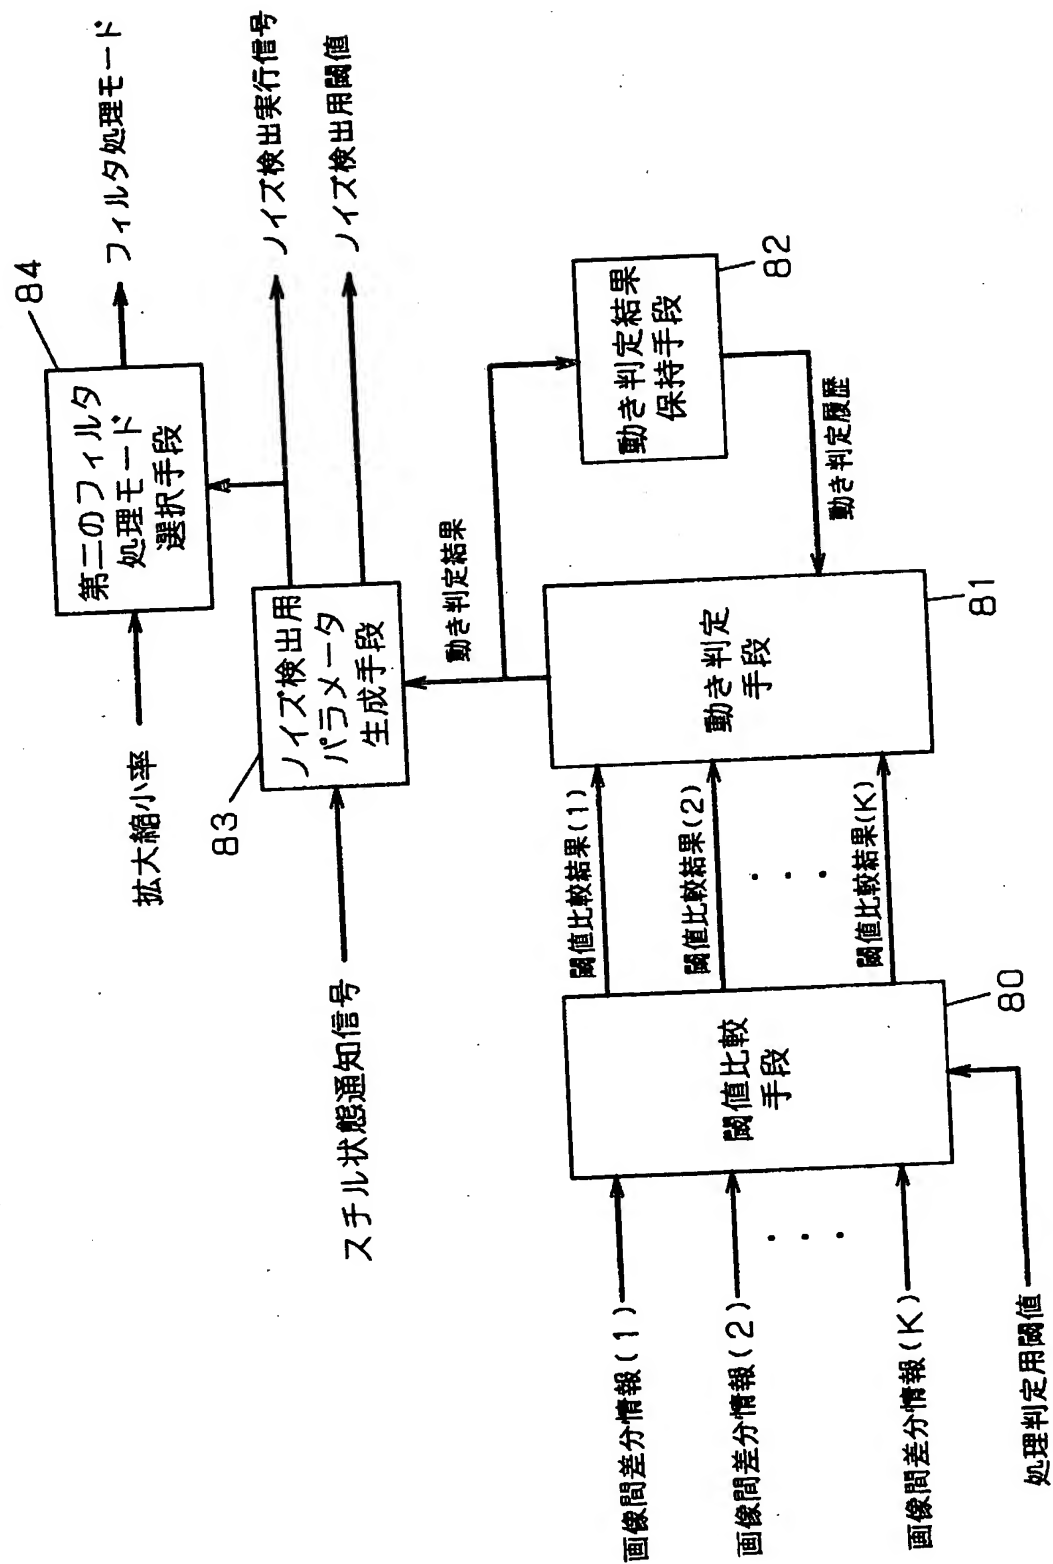 84
第二のフィルタ
処理モード
選択手段
フィルタ処理モード
拡大縮小率
ノイズ検出実行信号
ノイズ検出用閾値
83
ノイズ検出用
パラメータ
生成手段
スチル状態通知信号
動き判定結果
動き判定結果
保持手段
82
動き判定履歴
画像間差分情報(1)
画像間差分情報(2)
・・・
画像間差分情報(K)
処理判定用閾値
閾値比較
手段
80
閾値比較結果(1)
閾値比較結果(2)
・・・
閾値比較結果(K)
動き判定
手段
81